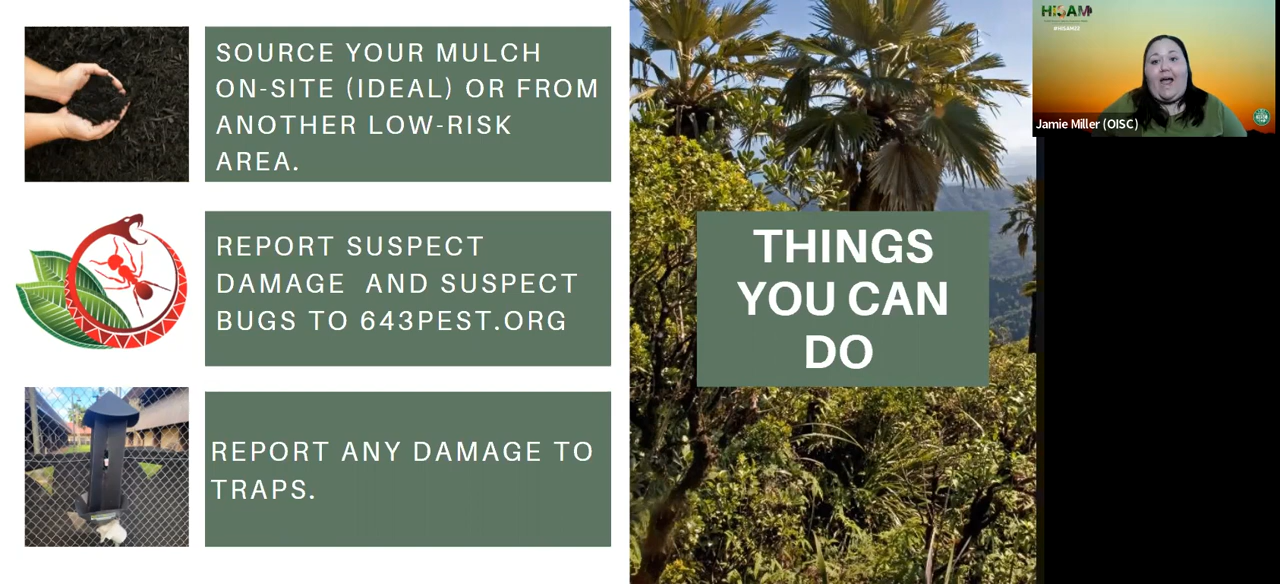 SOURCE YOUR MULCH
ON-SITE (IDEAL) OR FROM
ANOTHER LOW-RISK
AREA.
REPORT SUSPECT
DAMAGE AND SUSPECT
BUGS TO 643PEST.ORG
REPORT ANY DAMAGE TO
TRAPS.
THINGS
YOU CAN
DO
HISAM
#HISAM22
Jamie Miller (OISC)